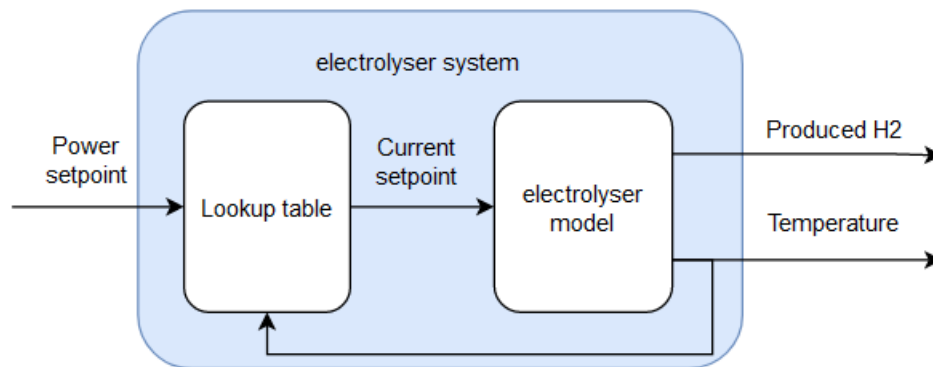 electrolyser system
Power
setpoint
Lookup table
Current
setpoint
electrolyser
model
Produced H2
Temperature